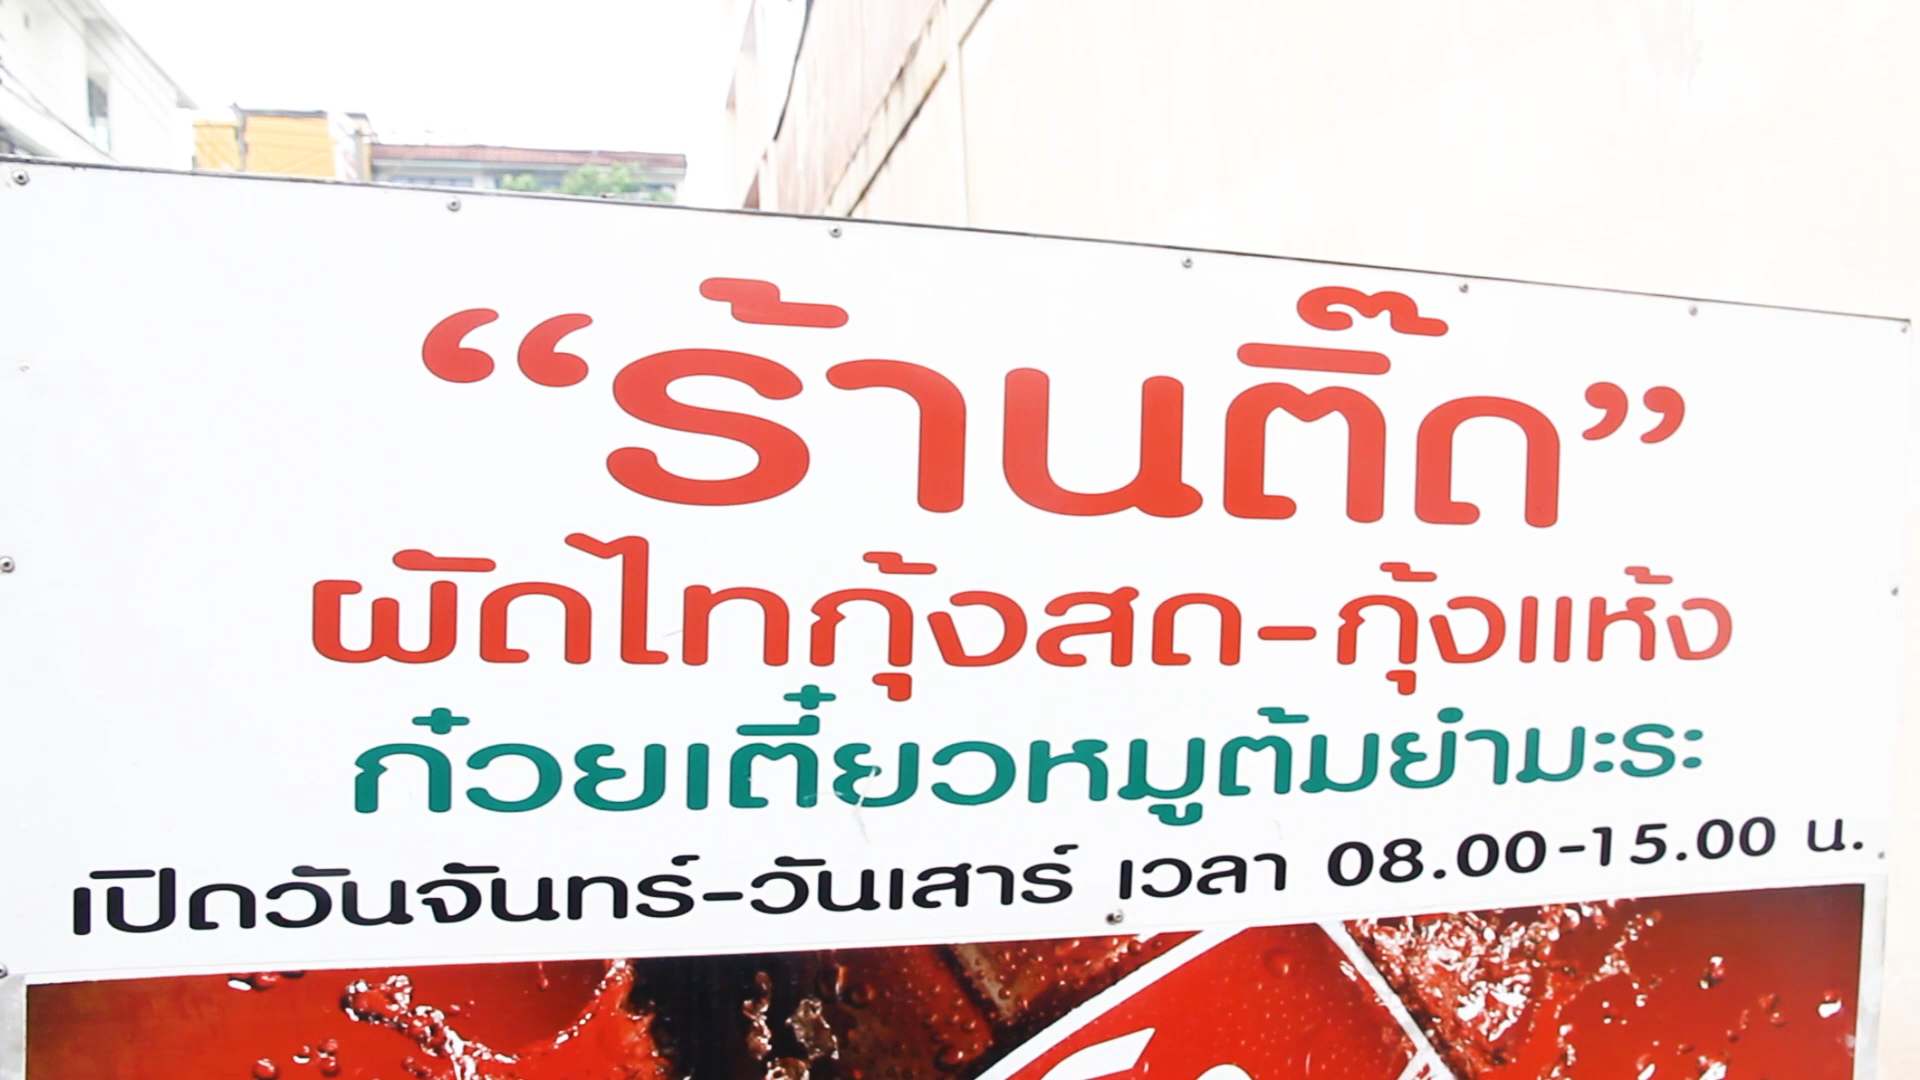 “ร้านติ๊ด”
ผัดไทกุ้งสด-กุ้งแห้ง
ก๋วยเตี๋ยวหมูต้มยำมะระ
เปิดวันจันทร์-วันเสาร์ เวลา 08.00-15.00 น.